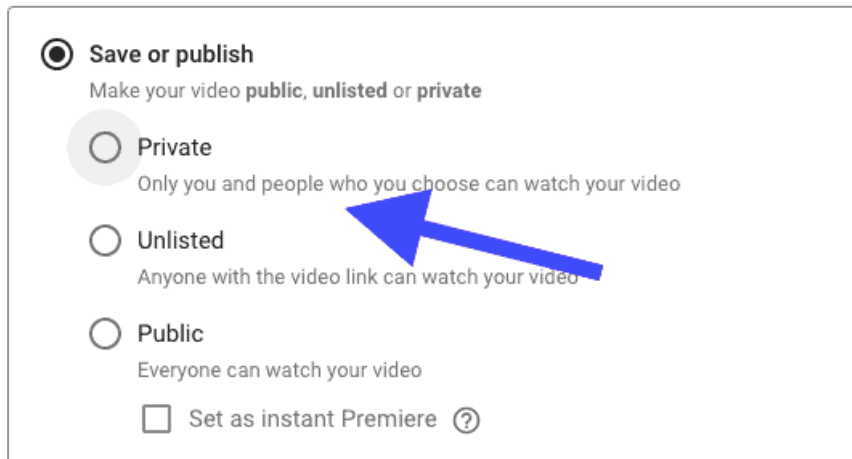 Save or publish
Make your video public, unlisted or private
Private
Only you and people who you choose can watch your video
Unlisted
Anyone with the video link can watch your video
Public
Everyone can watch your video
Set as instant Premiere ?